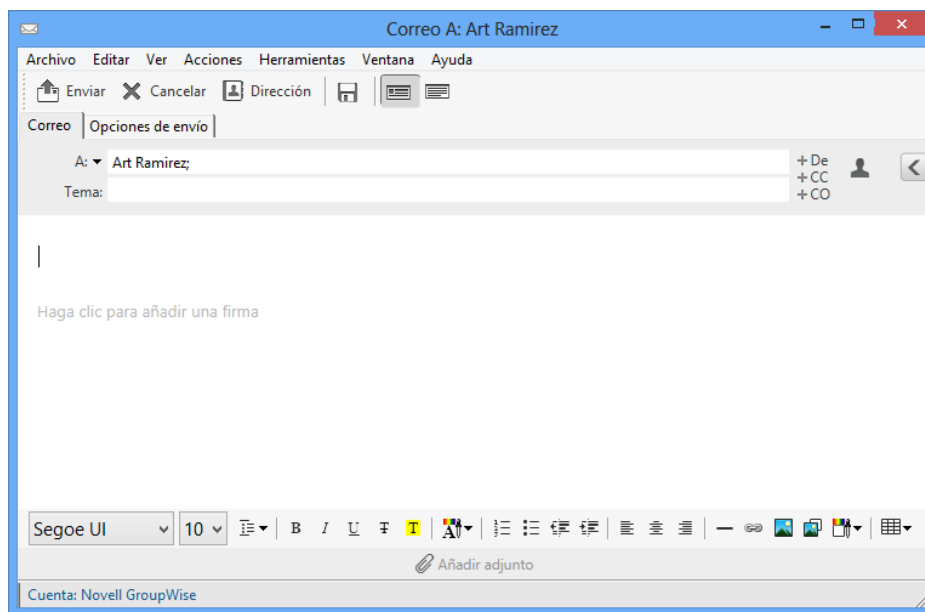 Correo A: Art Ramirez
Archivo Editar Ver Acciones Herramientas Ventana Ayuda
Enviar Cancelar Dirección
Correo Opciones de envío
A: Art Ramirez; +De
+CC
Tema: +CO
Haga clic para añadir una firma
Segoe UI 10 B I U T T A
Añadir adjunto
Cuenta: Novell GroupWise